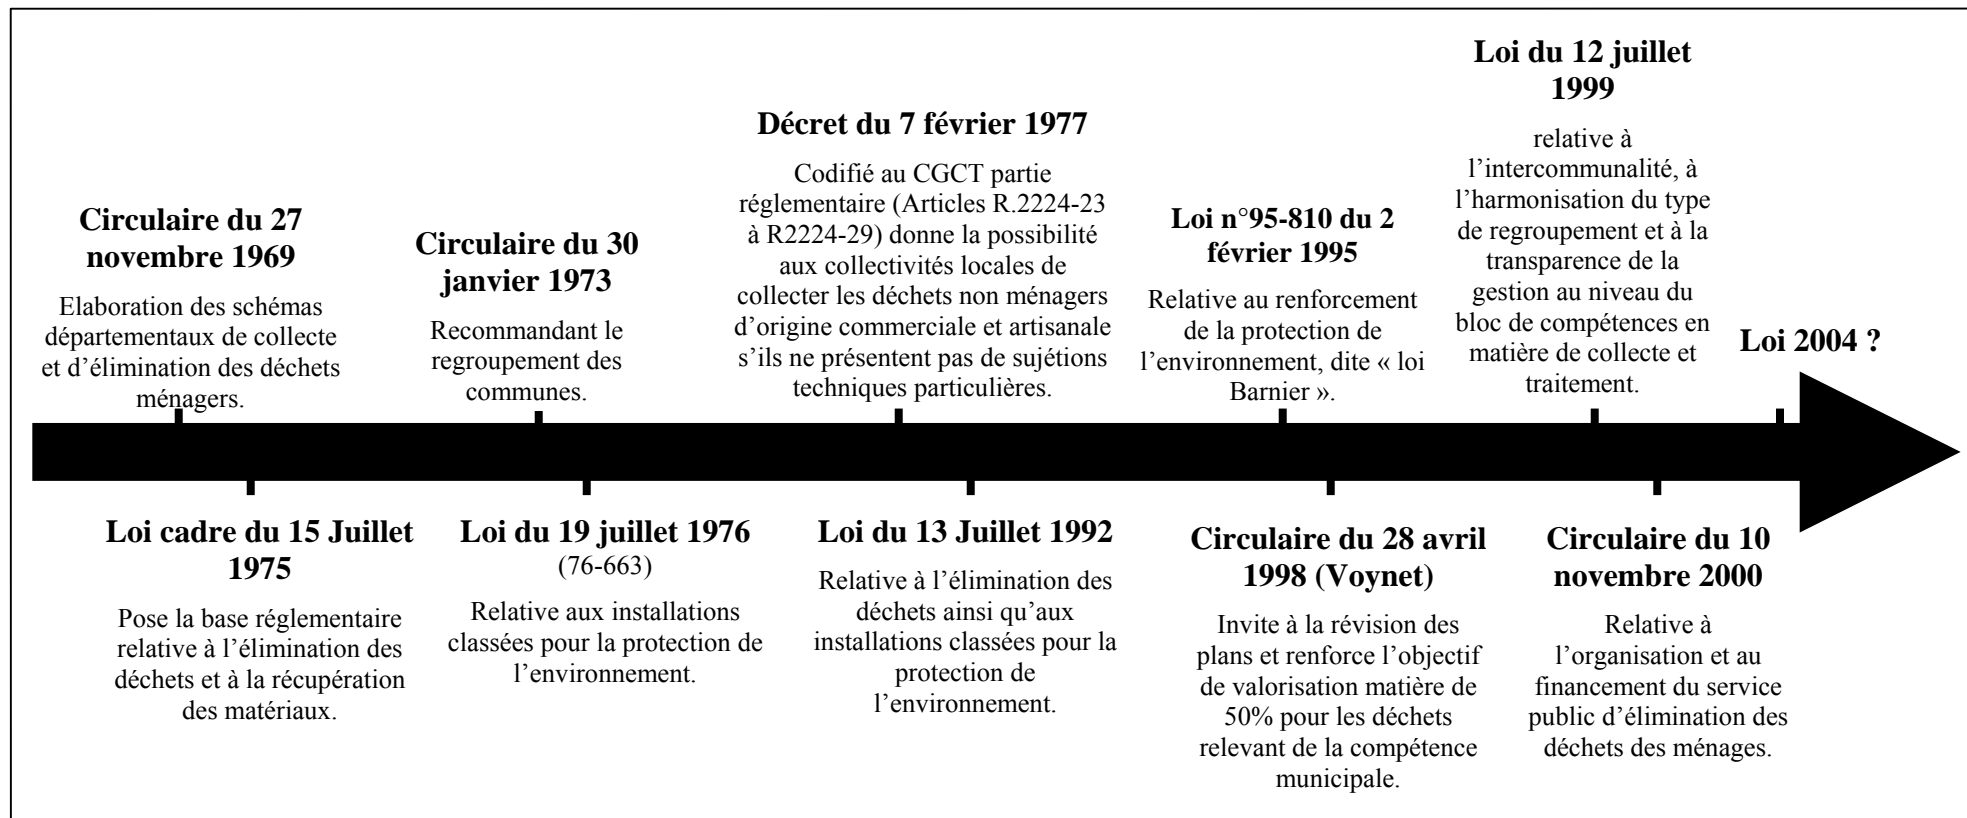 Circulaire du 27
novembre 1969
Elaboration des schémas
départementaux de collecte
et d’élimination des déchets
ménagers.
Circulaire du 30
janvier 1973
Recommandant le
regroupement des
communes.
Décret du 7 février 1977
Codifié au CGCT partie
réglementaire (Articles R.2224-23
à R2224-29) donne la possibilité
aux collectivités locales de
collecter les déchets non ménagers
d’origine commerciale et artisanale
s’ils ne présentent pas de sujétions
techniques particulières.
Loi n°95-810 du 2
février 1995
Relative au renforcement
de la protection de
l’environnement, dite « loi
Barnier ».
Loi du 12 juillet
1999
relative à
l’intercommunalité, à
l’harmonisation du type
de regroupement et à la
transparence de la
gestion au niveau du
bloc de compétences en
matière de collecte et
traitement.
Loi 2004 ?
Loi cadre du 15 Juillet
1975
Pose la base réglementaire
relative à l’élimination des
déchets et à la récupération
des matériaux.
Loi du 19 juillet 1976
(76-663)
Relative aux installations
classées pour la protection de
l’environnement.
Loi du 13 Juillet 1992
Relative à l’élimination des
déchets ainsi qu’aux
installations classées pour la
protection de
l’environnement.
Circulaire du 28 avril
1998 (Voynet)
Invite à la révision des
plans et renforce l’objectif
de valorisation matière de
50% pour les déchets
relevant de la compétence
municipale.
Circulaire du 10
novembre 2000
Relative à
l’organisation et au
financement du service
public d’élimination des
déchets des ménages.